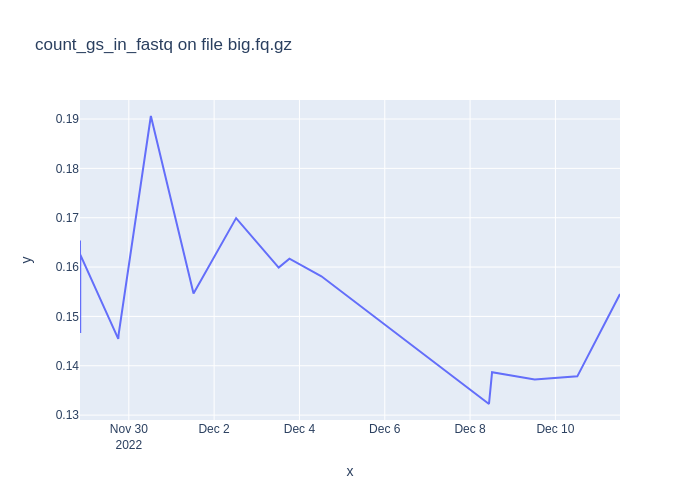 count_gs_in_fastq on file big.fq.gz
0.19
0.18
0.17
0.16
0.15
0.14
0.13
y
Nov 30 Dec 2 Dec 4 Dec 6 Dec 8 Dec 10
2022
x